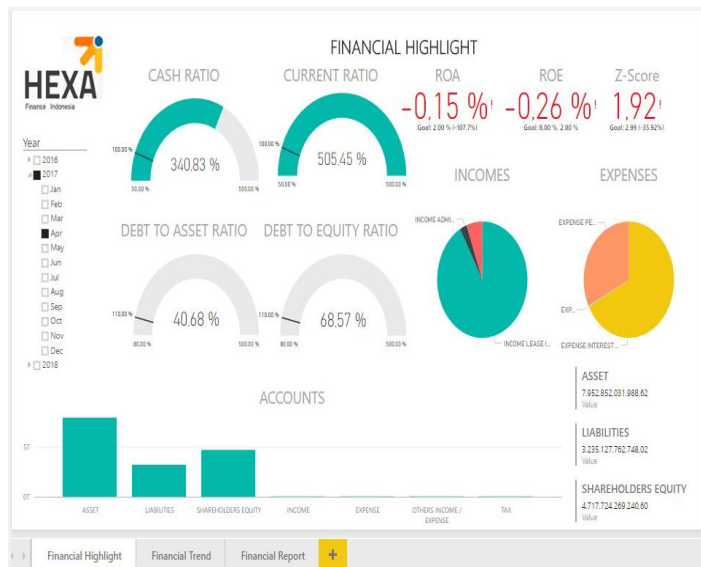 HEXA
Finance Indonesia
FINANCIAL HIGHLIGHT
CASH RATIO
100.00 %
340.83 %
50.00 %
500.00 %
CURRENT RATIO
100.00 %
505.45 %
50.00 %
500.00 %
ROA
-0,15 %!
Goal: 2.00 % (-107.7%)
ROE
-0,26 %!
Goal: 8.00 %, 2.00 %
Z-Score
1,92!
Goal: 2.99 (-35.92%)
Year
2016
2017
Jan
Feb
Mar
Apr
May
Jun
Jul
Aug
Sep
Oct
Nov
Dec
2018
DEBT TO ASSET RATIO
110.00 %
40,68 %
80.00 %
500.00 %
DEBT TO EQUITY RATIO
110.00 %
68,57 %
80.00 %
500.00 %
INCOMES
INCOME ADMI...
INCOME LEASE I...
EXPENSES
EXPENSE PE...
EXP...
EXPENSE INTEREST ...
ACCOUNTS
5T
0T
ASSET
LIABILITIES
SHAREHOLDERS EQUITY
INCOME
EXPENSE
OTHERS INCOME /
EXPENSE
TAX
ASSET
7.952.852.031.988,62
Value
LIABILITIES
3.235.127.762.748,02
Value
SHAREHOLDERS EQUITY
4.717.724.269.240,60
Value
Financial Highlight
Financial Trend
Financial Report
+